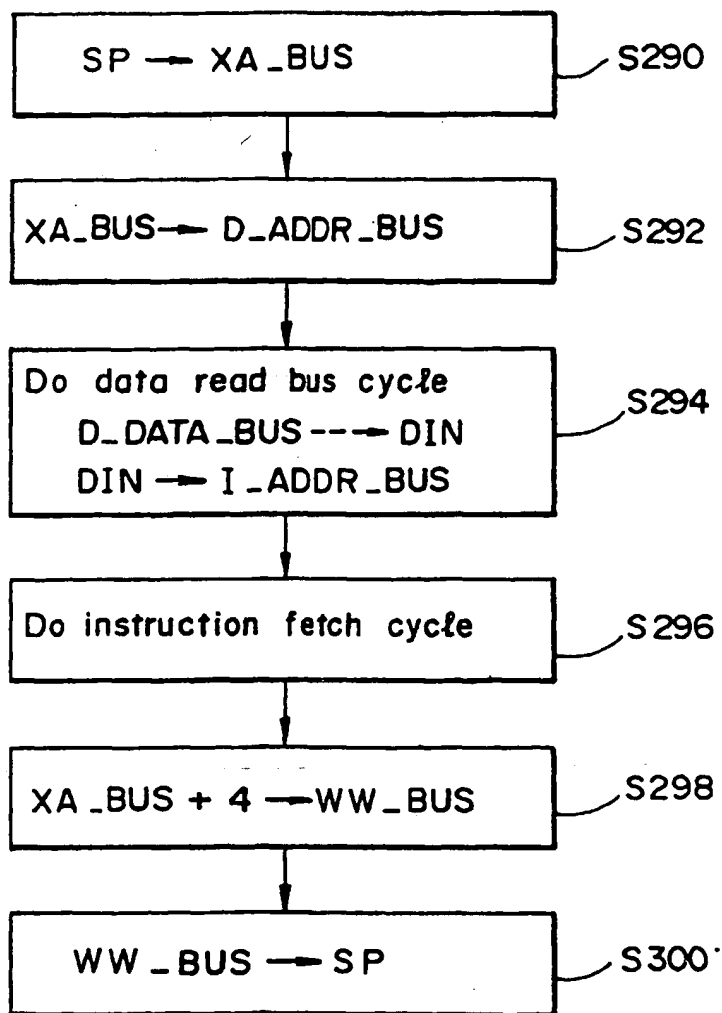 SP → XA_BUS
S290
XA_BUS → D_ADDR_BUS
S292
Do data read bus cycle
D_DATA_BUS ---→ DIN
DIN → I_ADDR_BUS
S294
Do instruction fetch cycle
S296
XA_BUS + 4 → WW_BUS
S298
WW_BUS → SP
S300